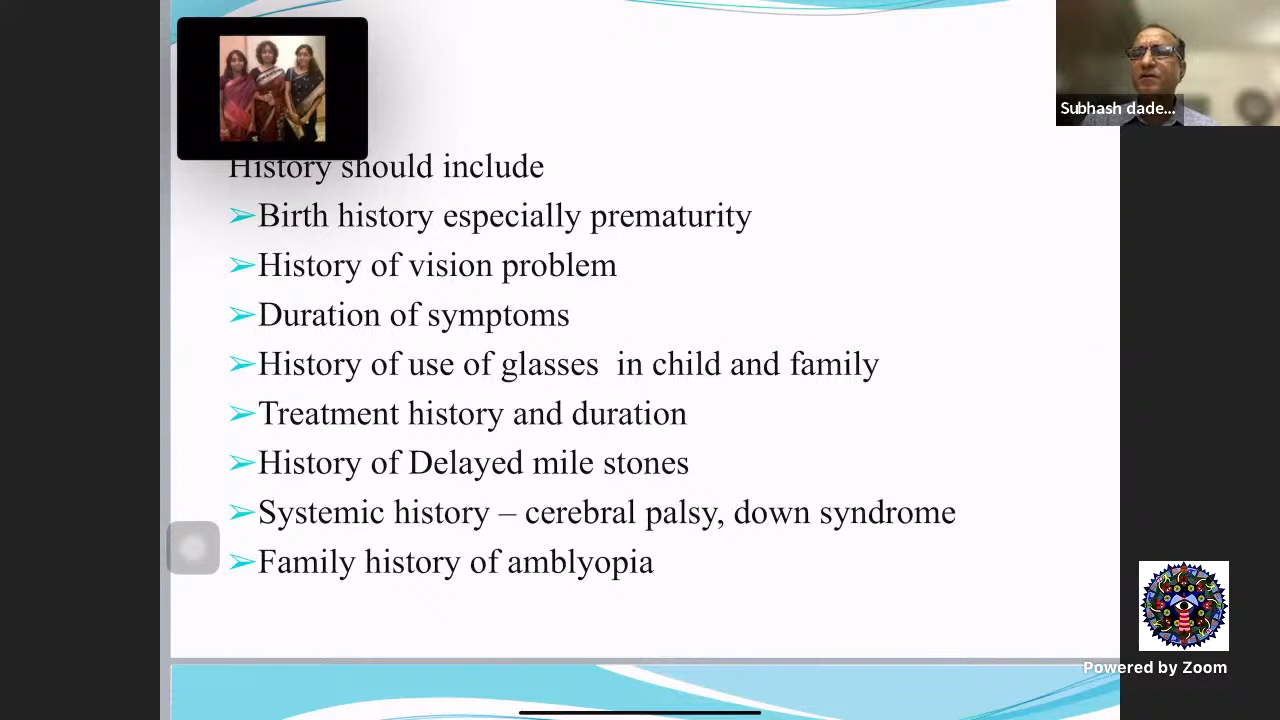 Subhash dade...
History should include
➢Birth history especially prematurity
➢History of vision problem
➢Duration of symptoms
➢History of use of glasses in child and family
➢Treatment history and duration
➢History of Delayed mile stones
➢Systemic history – cerebral palsy, down syndrome
➢Family history of amblyopia
Powered by Zoom